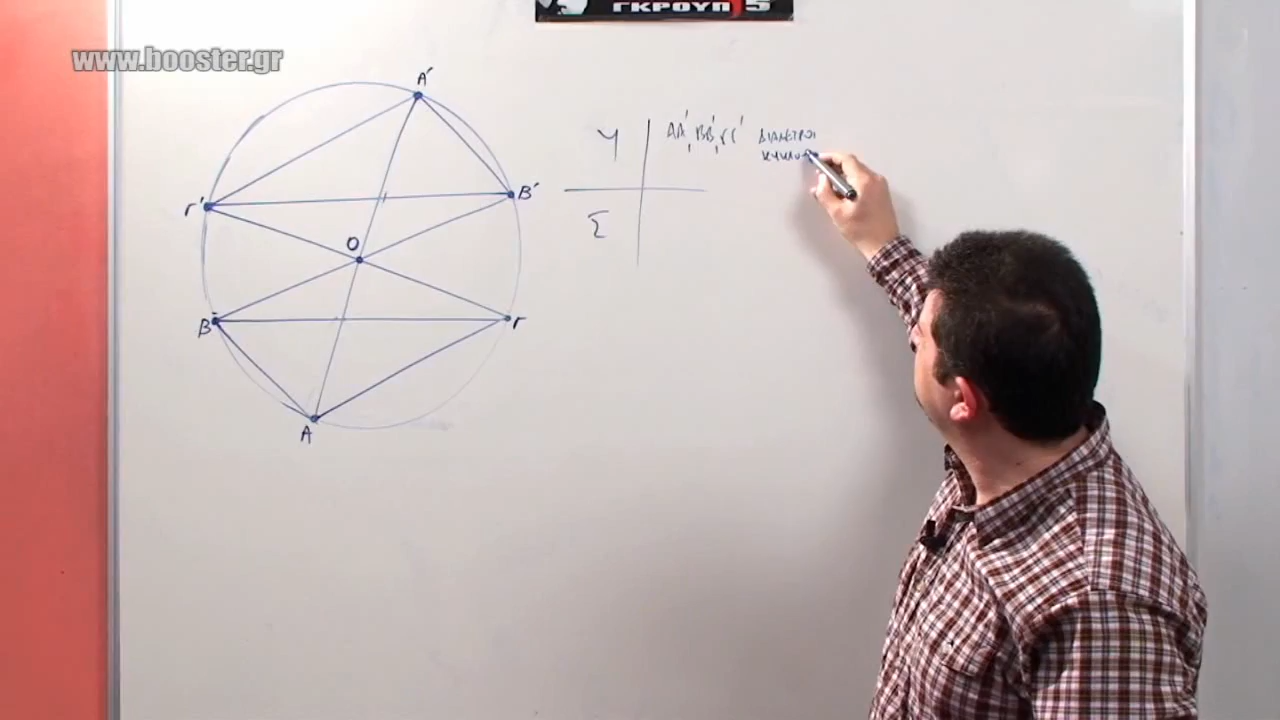 ΓΚΡΟΥΠ 5
www.booster.gr
Α΄
Γ΄
Β΄
Ο
Β
Γ
Α
Υ
ΑΑ΄, ΒΒ΄, ΓΓ΄ ΔΙΑΜΕΤΡΟΙ
ΚΥΚΛΟΥ
Σ